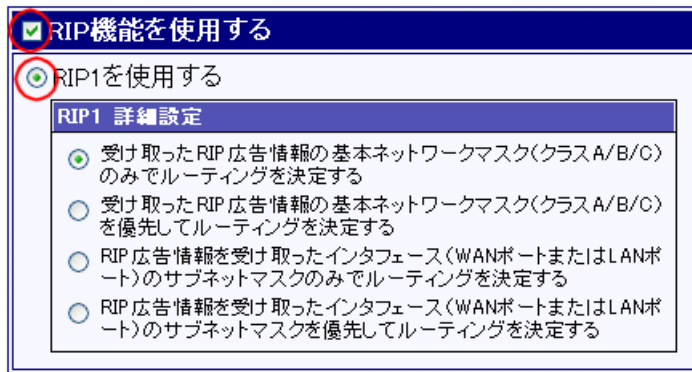 RIP機能を使用する
RIP1を使用する
RIP1 詳細設定
受け取ったRIP広告情報の基本ネットワークマスク(クラスA/B/C)
のみでルーティングを決定する
受け取ったRIP広告情報の基本ネットワークマスク(クラスA/B/C)
を優先してルーティングを決定する
RIP広告情報を受け取ったインタフェース(WANポートまたはLANポ
ート)のサブネットマスクのみでルーティングを決定する
RIP広告情報を受け取ったインタフェース(WANポートまたはLANポ
ート)のサブネットマスクを優先してルーティングを決定する